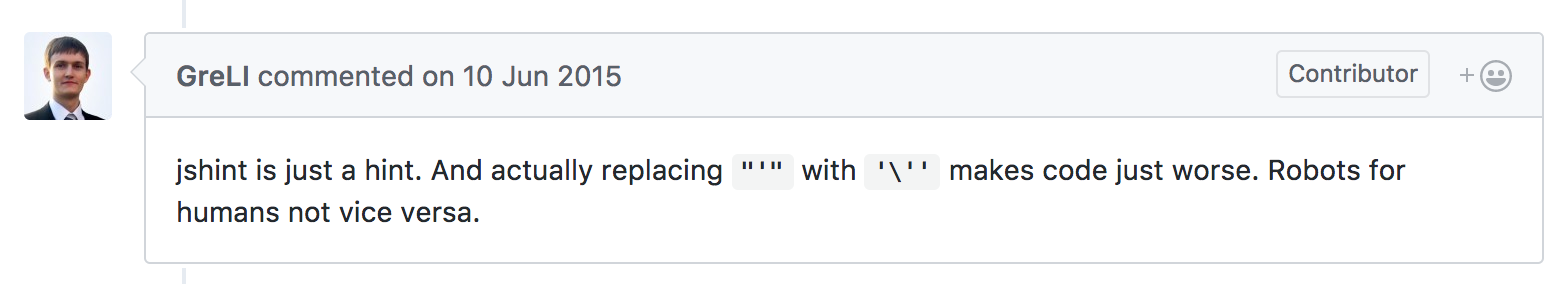 GreLI commented on 10 Jun 2015
Contributor
+
jshint is just a hint. And actually replacing "'" with '\'' makes code just worse. Robots for
humans not vice versa.